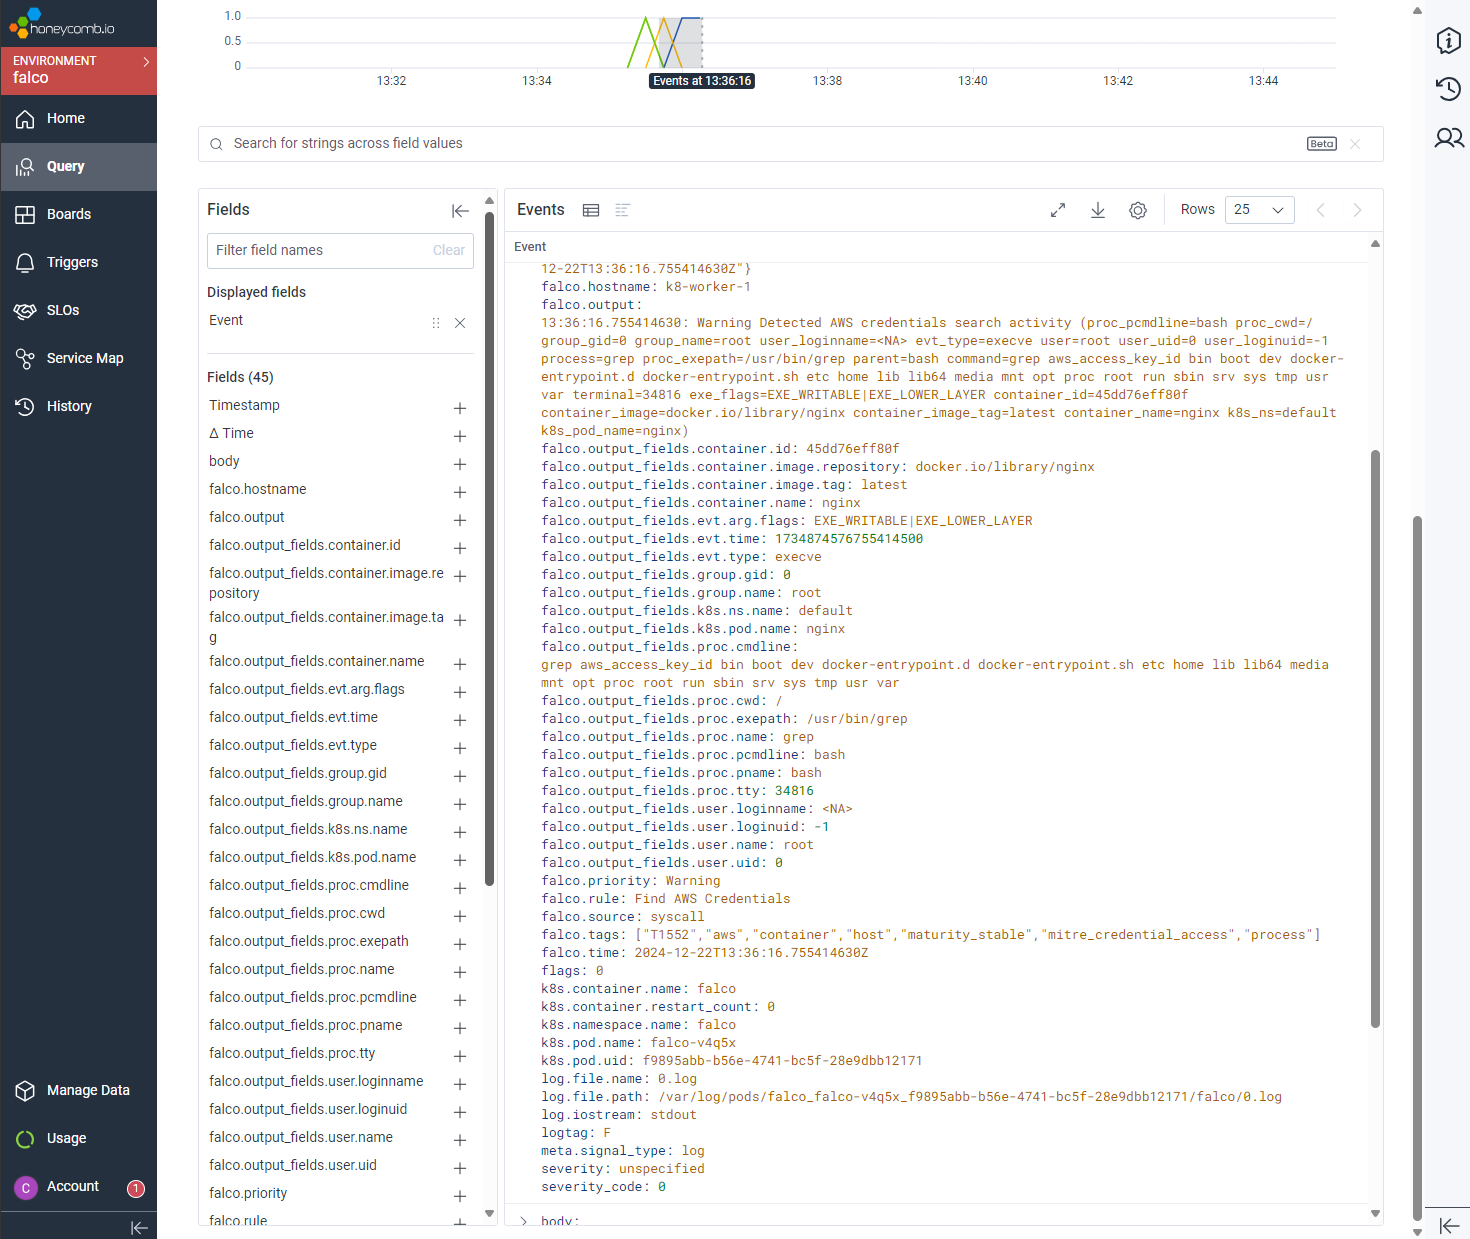 honeycomb.io
ENVIRONMENT
falco
Home
Query
Boards
Triggers
SLOs
Service Map
History
Manage Data
Usage
C
Account
1
1.0
0.5
0
13:32
13:34
Events at 13:36:16
13:38
13:40
13:42
13:44
Search for strings across field values
Beta
Fields
Filter field names
Clear
Displayed fields
Event
Fields (45)
Timestamp
Δ Time
body
falco.hostname
falco.output
falco.output_fields.container.id
falco.output_fields.container.image.re
pository
falco.output_fields.container.image.ta
g
falco.output_fields.container.name
falco.output_fields.evt.arg.flags
falco.output_fields.evt.time
falco.output_fields.evt.type
falco.output_fields.group.gid
falco.output_fields.group.name
falco.output_fields.k8s.ns.name
falco.output_fields.k8s.pod.name
falco.output_fields.proc.cmdline
falco.output_fields.proc.cwd
falco.output_fields.proc.exepath
falco.output_fields.proc.name
falco.output_fields.proc.pcmdline
falco.output_fields.proc.pname
falco.output_fields.proc.tty
falco.output_fields.user.loginname
falco.output_fields.user.loginuid
falco.output_fields.user.name
falco.output_fields.user.uid
falco.priority
falco.rule
Events
Rows
25
Event
12-22T13:36:16.755414630Z"}
falco.hostname: k8-worker-1
falco.output:
13:36:16.755414630: Warning Detected AWS credentials search activity (proc_pcmdline=bash proc_cwd=/
group_gid=0 group_name=root user_loginname=<NA> evt_type=execve user=root user_uid=0 user_loginuid=-1
process=grep proc_exepath=/usr/bin/grep parent=bash command=grep aws_access_key_id bin boot dev docker-
entrypoint.d docker-entrypoint.sh etc home lib lib64 media mnt opt proc root run sbin srv sys tmp usr
var terminal=34816 exe_flags=EXE_WRITABLE|EXE_LOWER_LAYER container_id=45dd76eff80f
container_image=docker.io/library/nginx container_image_tag=latest container_name=nginx k8s_ns=default
k8s_pod_name=nginx)
falco.output_fields.container.id: 45dd76eff80f
falco.output_fields.container.image.repository: docker.io/library/nginx
falco.output_fields.container.image.tag: latest
falco.output_fields.container.name: nginx
falco.output_fields.evt.arg.flags: EXE_WRITABLE|EXE_LOWER_LAYER
falco.output_fields.evt.time: 1734874576755414500
falco.output_fields.evt.type: execve
falco.output_fields.group.gid: 0
falco.output_fields.group.name: root
falco.output_fields.k8s.ns.name: default
falco.output_fields.k8s.pod.name: nginx
falco.output_fields.proc.cmdline:
grep aws_access_key_id bin boot dev docker-entrypoint.d docker-entrypoint.sh etc home lib lib64 media
mnt opt proc root run sbin srv sys tmp usr var
falco.output_fields.proc.cwd: /
falco.output_fields.proc.exepath: /usr/bin/grep
falco.output_fields.proc.name: grep
falco.output_fields.proc.pcmdline: bash
falco.output_fields.proc.pname: bash
falco.output_fields.proc.tty: 34816
falco.output_fields.user.loginname: <NA>
falco.output_fields.user.loginuid: -1
falco.output_fields.user.name: root
falco.output_fields.user.uid: 0
falco.priority: Warning
falco.rule: Find AWS Credentials
falco.source: syscall
falco.tags: ["T1552","aws","container","host","maturity_stable","mitre_credential_access","process"]
falco.time: 2024-12-22T13:36:16.755414630Z
flags: 0
k8s.container.name: falco
k8s.container.restart_count: 0
k8s.namespace.name: falco
k8s.pod.name: falco-v4q5x
k8s.pod.uid: f9895abb-b56e-4741-bc5f-28e9dbb12171
log.file.name: 0.log
log.file.path: /var/log/pods/falco_falco-v4q5x_f9895abb-b56e-4741-bc5f-28e9dbb12171/falco/0.log
log.iostream: stdout
logtag: F
meta.signal_type: log
severity: unspecified
severity_code: 0
body: